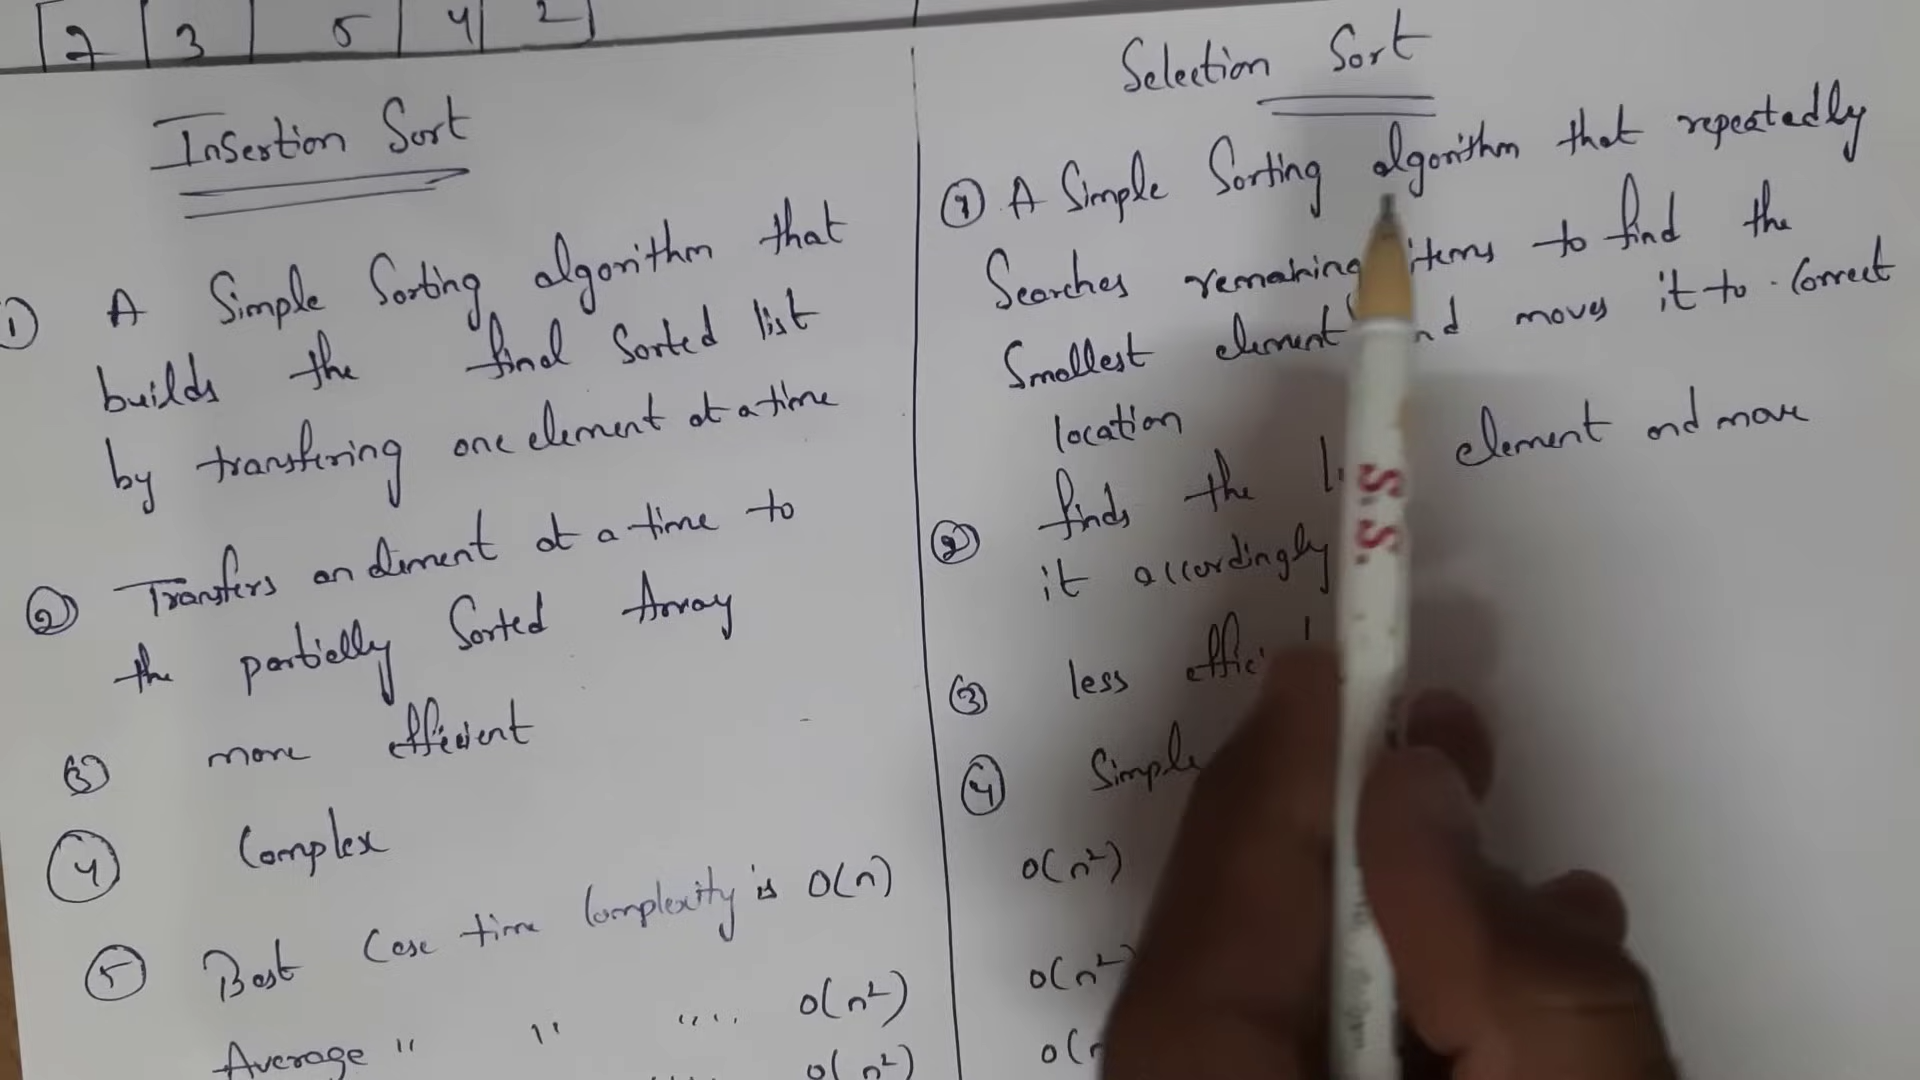 7 3 5 4 2
Insertion Sort
① A Simple Sorting algorithm that
builds the final Sorted list
by transfering one element at a time
② Transfers an element at a time to
the partially Sorted Array
③ more efficient
④ Complex
⑤ Best Case time Complexity is O(n)
Average " " " O(n²)
O(n²)
Selection Sort
① A Simple Sorting algorithm that repeatedly
Searches remaining items to find the
Smallest element and moves it to correct
location
② finds the element and move
it accordingly
③ less
④ Simple
O(n²)
O(n²)
S.S.